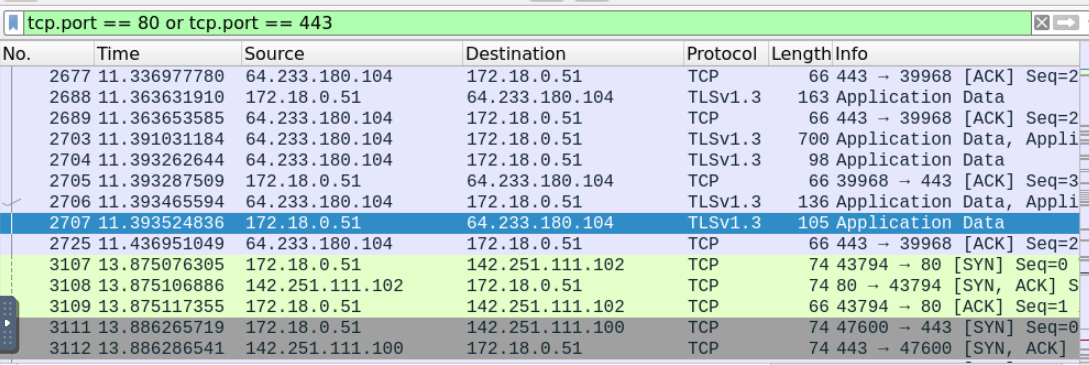 tcp.port == 80 or tcp.port == 443
No. Time Source Destination Protocol Length Info
2677 11.336977780 64.233.180.104 172.18.0.51 TCP 66 443 → 39968 [ACK] Seq=2
2688 11.363631910 172.18.0.51 64.233.180.104 TLSv1.3 163 Application Data
2689 11.363653585 64.233.180.104 172.18.0.51 TCP 66 443 → 39968 [ACK] Seq=2
2703 11.391031184 64.233.180.104 172.18.0.51 TLSv1.3 700 Application Data, Appli
2704 11.393262644 64.233.180.104 172.18.0.51 TLSv1.3 98 Application Data
2705 11.393287509 172.18.0.51 64.233.180.104 TCP 66 39968 → 443 [ACK] Seq=3
2706 11.393465594 64.233.180.104 172.18.0.51 TLSv1.3 136 Application Data, Appli
2707 11.393524836 172.18.0.51 64.233.180.104 TLSv1.3 105 Application Data
2725 11.436951049 64.233.180.104 172.18.0.51 TCP 66 443 → 39968 [ACK] Seq=2
3107 13.875076305 172.18.0.51 142.251.111.102 TCP 74 43794 → 80 [SYN] Seq=0
3108 13.875106886 142.251.111.102 172.18.0.51 TCP 74 80 → 43794 [SYN, ACK] S
3109 13.875117355 172.18.0.51 142.251.111.102 TCP 66 43794 → 80 [ACK] Seq=1
3111 13.886265719 172.18.0.51 142.251.111.100 TCP 74 47600 → 443 [SYN] Seq=0
3112 13.886286541 142.251.111.100 172.18.0.51 TCP 74 443 → 47600 [SYN, ACK]